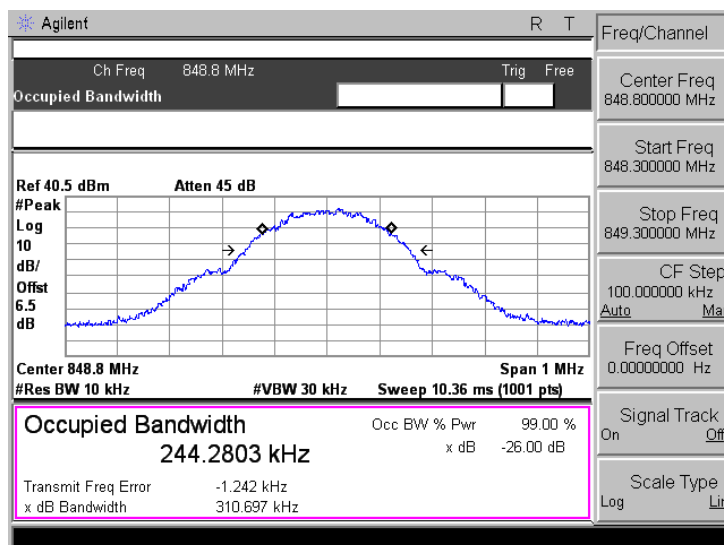 Agilent R T
Ch Freq 848.8 MHz Trig Free
Occupied Bandwidth
Ref 40.5 dBm Atten 45 dB
#Peak
Log
10
dB/
Offst
6.5
dB
Center 848.8 MHz Span 1 MHz
#Res BW 10 kHz #VBW 30 kHz Sweep 10.36 ms (1001 pts)
Occupied Bandwidth
244.2803 kHz
Occ BW % Pwr 99.00 %
x dB -26.00 dB
Transmit Freq Error -1.242 kHz
x dB Bandwidth 310.697 kHz
Freq/Channel
Center Freq
848.800000 MHz
Start Freq
848.300000 MHz
Stop Freq
849.300000 MHz
CF Step
100.000000 kHz
Auto Ma
Freq Offset
0.00000000 Hz
Signal Track
On Off
Scale Type
Log Lin